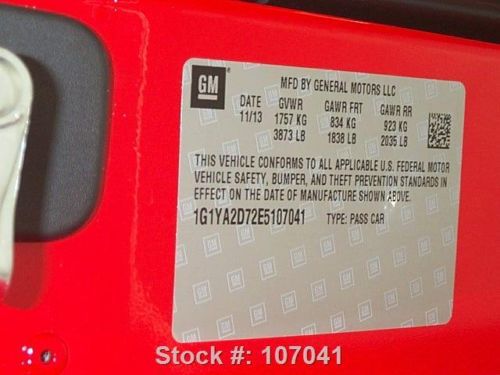 GM MFD BY GENERAL MOTORS LLC
DATE GVWR GAWR FRT GAWR RR
11/13 1757 KG 834 KG 923 KG
3873 LB 1838 LB 2035 LB
THIS VEHICLE CONFORMS TO ALL APPLICABLE U.S. FEDERAL MOTOR
VEHICLE SAFETY, BUMPER, AND THEFT PREVENTION STANDARDS IN
EFFECT ON THE DATE OF MANUFACTURE SHOWN ABOVE.
1G1YA2D72E5107041 TYPE: PASS CAR
Stock #: 107041